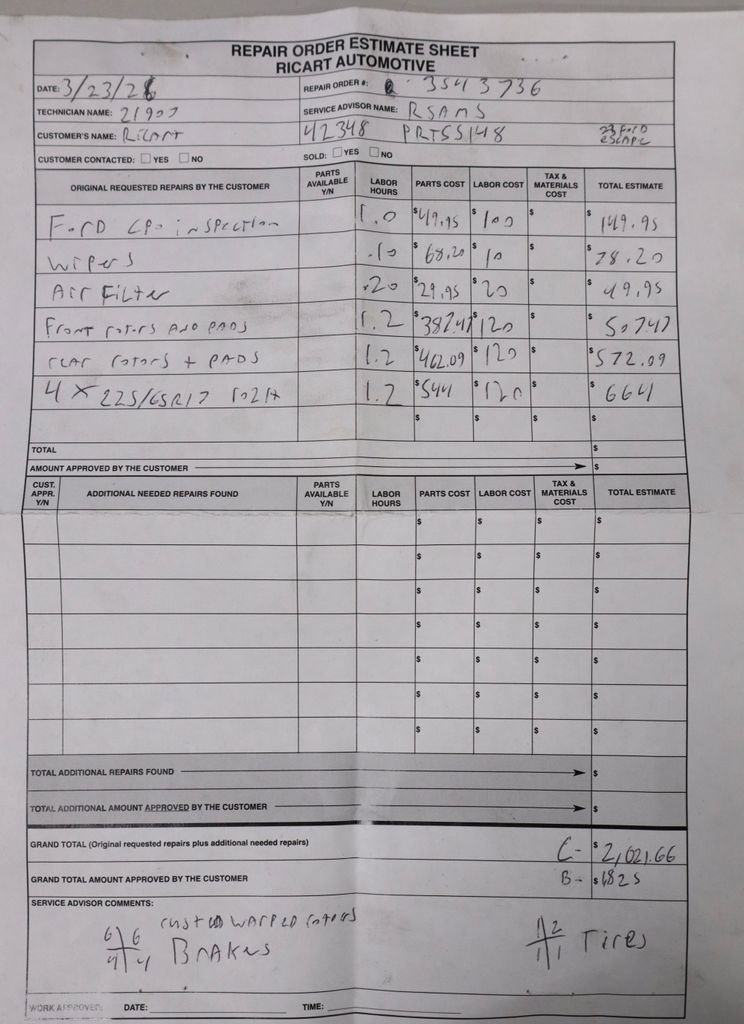 REPAIR ORDER ESTIMATE SHEET
RICART AUTOMOTIVE
DATE: 3/23/26 REPAIR ORDER #: 3543736
TECHNICIAN NAME: 21907 SERVICE ADVISOR NAME: RSAMS
CUSTOMER'S NAME: Ricart 42348 PRTSS148 23 FORD ESCAPE
CUSTOMER CONTACTED: YES NO SOLD: YES NO
ORIGINAL REQUESTED REPAIRS BY THE CUSTOMER PARTS AVAILABLE Y/N LABOR HOURS PARTS COST LABOR COST TAX & MATERIALS COST TOTAL ESTIMATE
Ford CPO inspection 1.0 $49.95 $100 $ $149.95
Wipers .10 $68.20 $10 $ $78.20
Air Filter .20 $29.95 $20 $ $49.95
Front rotors AND PADS 1.2 $387.47 $120 $ $507.47
rear rotors + PADS 1.2 $462.09 $120 $ $572.09
4 X 225/65R17 1.2 $544 $120 $ $664
$ $ $ $
TOTAL $
AMOUNT APPROVED BY THE CUSTOMER $
CUST. APPR. Y/N ADDITIONAL NEEDED REPAIRS FOUND PARTS AVAILABLE Y/N LABOR HOURS PARTS COST LABOR COST TAX & MATERIALS COST TOTAL ESTIMATE
$ $ $ $
$ $ $ $
$ $ $ $
$ $ $ $
$ $ $ $
$ $ $ $
$ $ $ $
TOTAL ADDITIONAL REPAIRS FOUND $
TOTAL ADDITIONAL AMOUNT APPROVED BY THE CUSTOMER $
GRAND TOTAL (Original requested repairs plus additional needed repairs) C- $2,021.66
GRAND TOTAL AMOUNT APPROVED BY THE CUSTOMER B- $1825
SERVICE ADVISOR COMMENTS:
WARPED rotors
6 6 1 2
4 4 Brakes 1 1 Tires
WORK APPROVED: DATE: TIME: